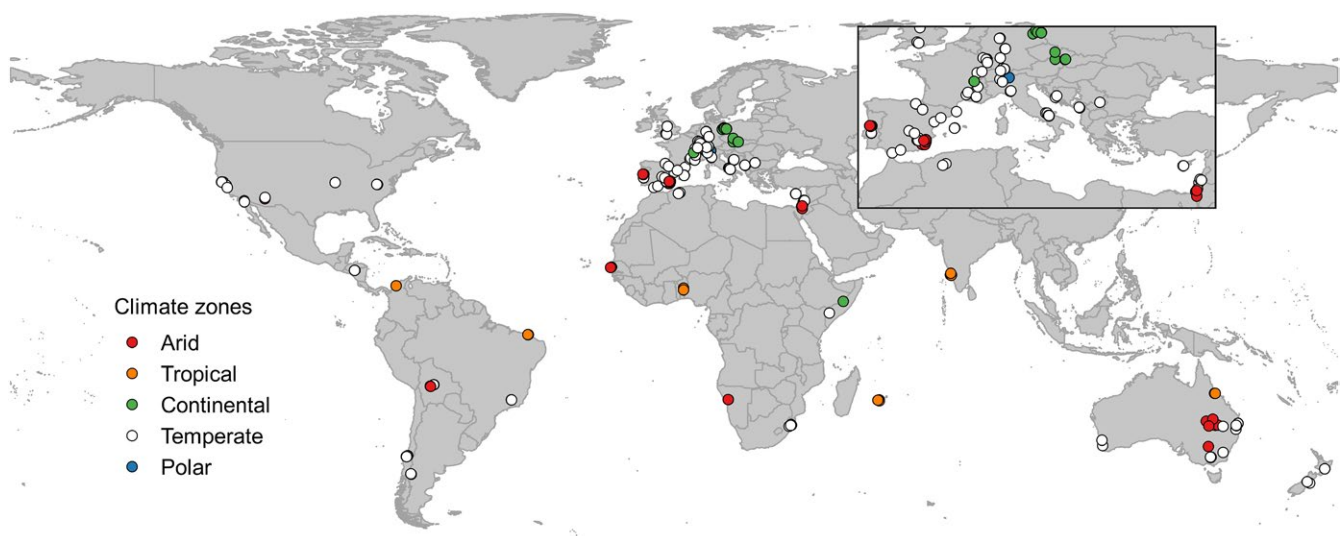 Climate zones
Arid
Tropical
Continental
Temperate
Polar